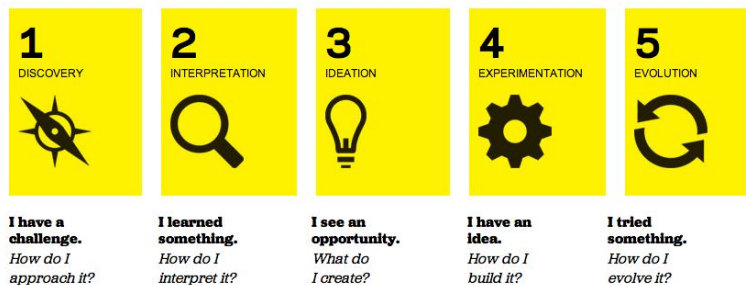 1
DISCOVERY
I have a
challenge.
How do I
approach it?
2
INTERPRETATION
I learned
something.
How do I
interpret it?
3
IDEATION
I see an
opportunity.
What do
I create?
4
EXPERIMENTATION
I have an
idea.
How do I
build it?
5
EVOLUTION
I tried
something.
How do I
evolve it?